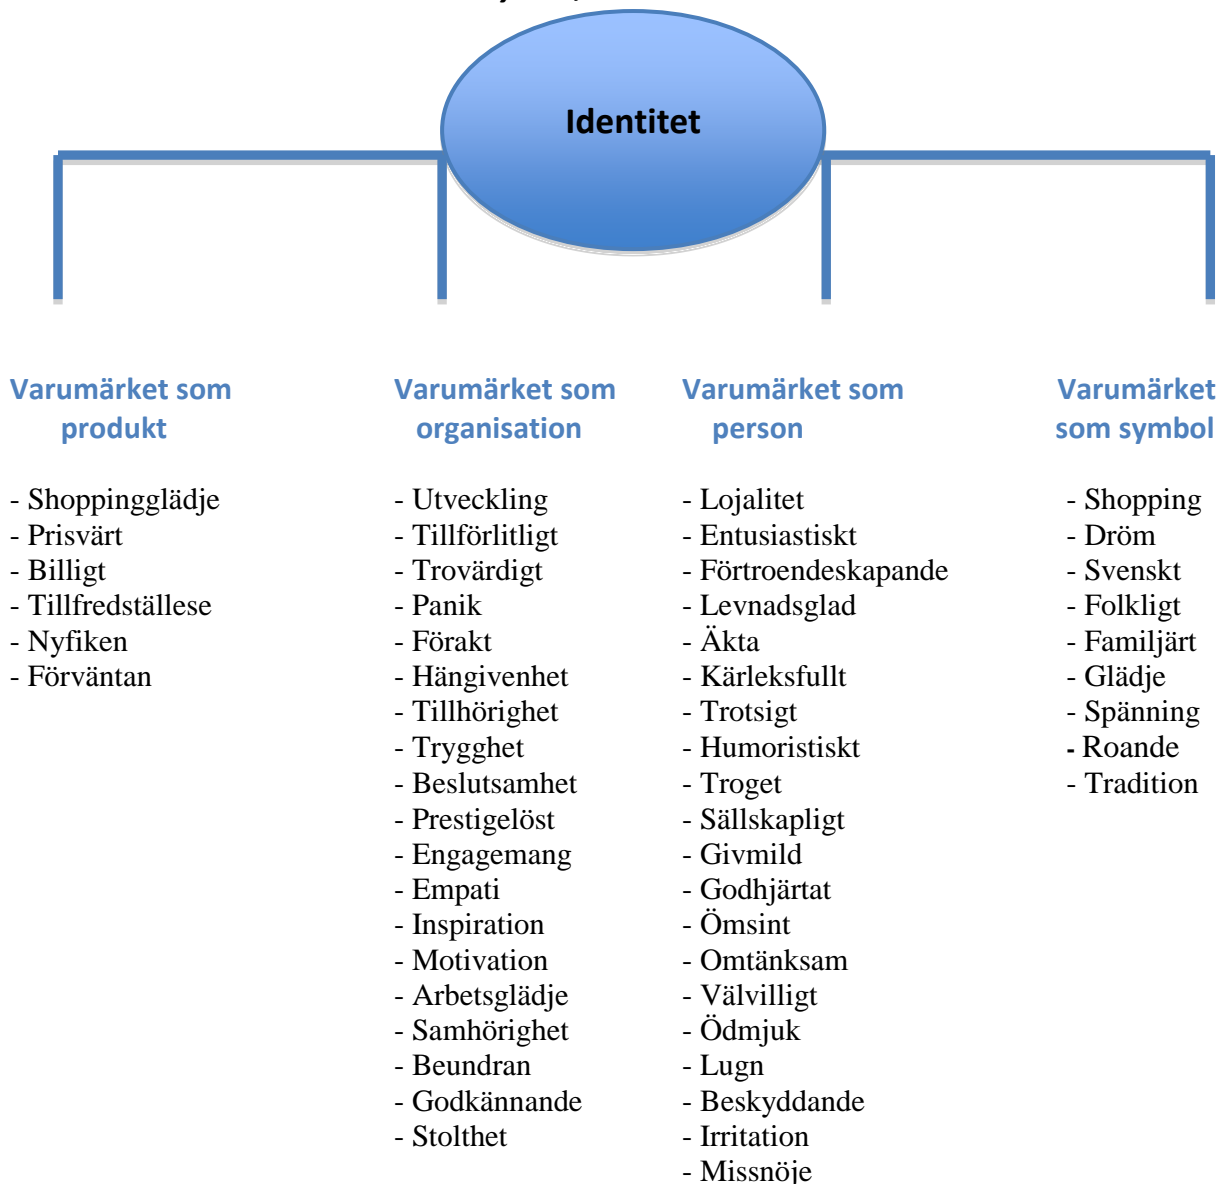 Identitet
Varumärket som
produkt
- Shoppingglädje
- Prisvärt
- Billigt
- Tillfredställese
- Nyfiken
- Förväntan
Varumärket som
organisation
- Utveckling
- Tillförlitligt
- Trovärdigt
- Panik
- Förakt
- Hängivenhet
- Tillhörighet
- Trygghet
- Beslutsamhet
- Prestigelöst
- Engagemang
- Empati
- Inspiration
- Motivation
- Arbetsglädje
- Samhörighet
- Beundran
- Godkännande
- Stolthet
Varumärket som
person
- Lojalitet
- Entusiastiskt
- Förtroendeskapande
- Levnadsglad
- Äkta
- Kärleksfullt
- Trotsigt
- Humoristiskt
- Troget
- Sällskapligt
- Givmild
- Godhjärtat
- Ömsint
- Omtänksam
- Välvilligt
- Ödmjuk
- Lugn
- Beskyddande
- Irritation
- Missnöje
Varumärket
som symbol
- Shopping
- Dröm
- Svenskt
- Folkligt
- Familjärt
- Glädje
- Spänning
- Roande
- Tradition